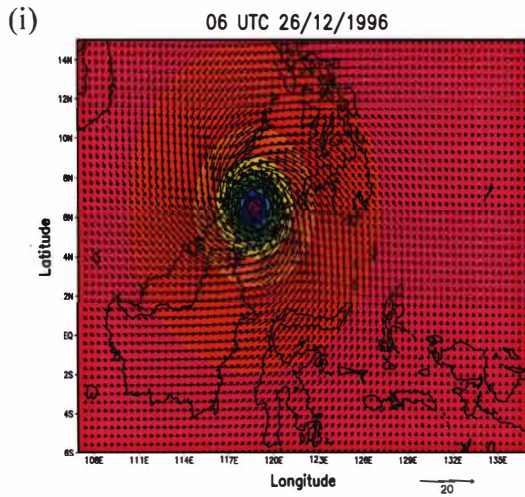 (i)
06 UTC 26/12/1996
14N
12N
10N
8N
6N
4N
2N
EQ
2S
4S
6S
Latitude
108E 111E 114E 117E 120E 123E 126E 129E 132E 135E
Longitude
20